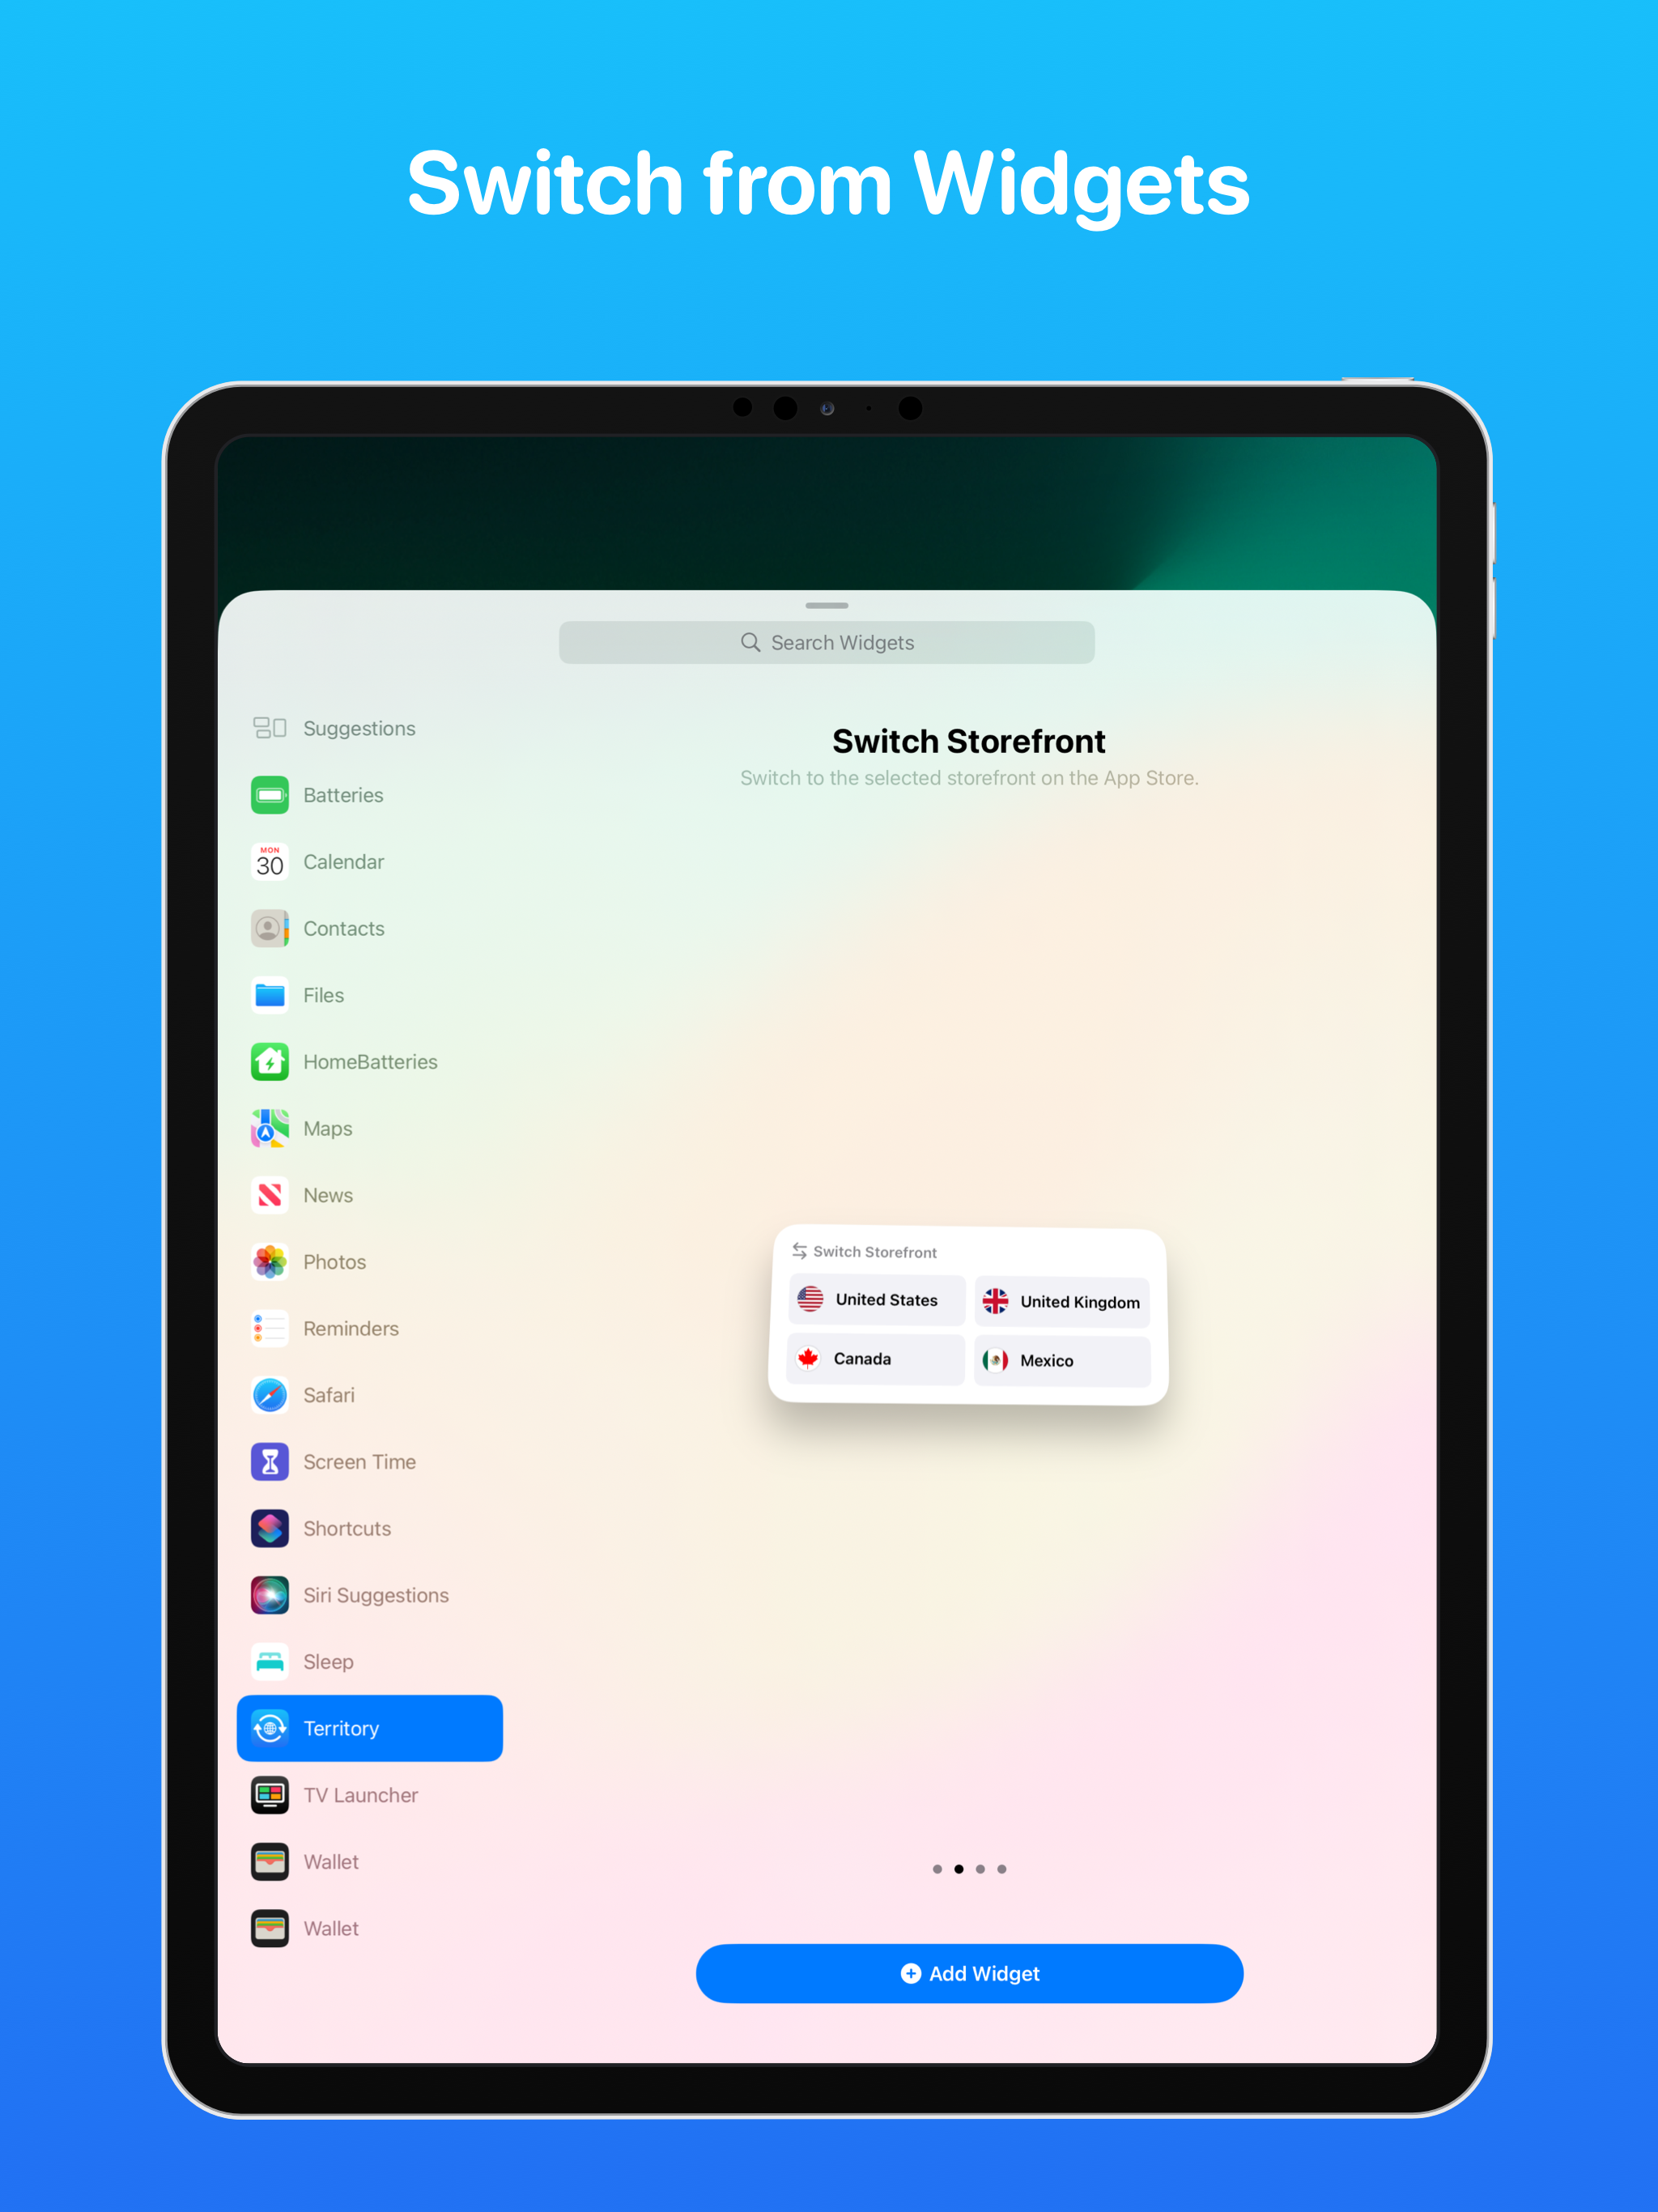 Switch from Widgets
Search Widgets
Suggestions
Batteries
MON
30
Calendar
Contacts
Files
HomeBatteries
Maps
News
Photos
Reminders
Safari
Screen Time
Shortcuts
Siri Suggestions
Sleep
Territory
TV Launcher
Wallet
Wallet
Switch Storefront
Switch to the selected storefront on the App Store.
Switch Storefront
United States
United Kingdom
Canada
Mexico
Add Widget